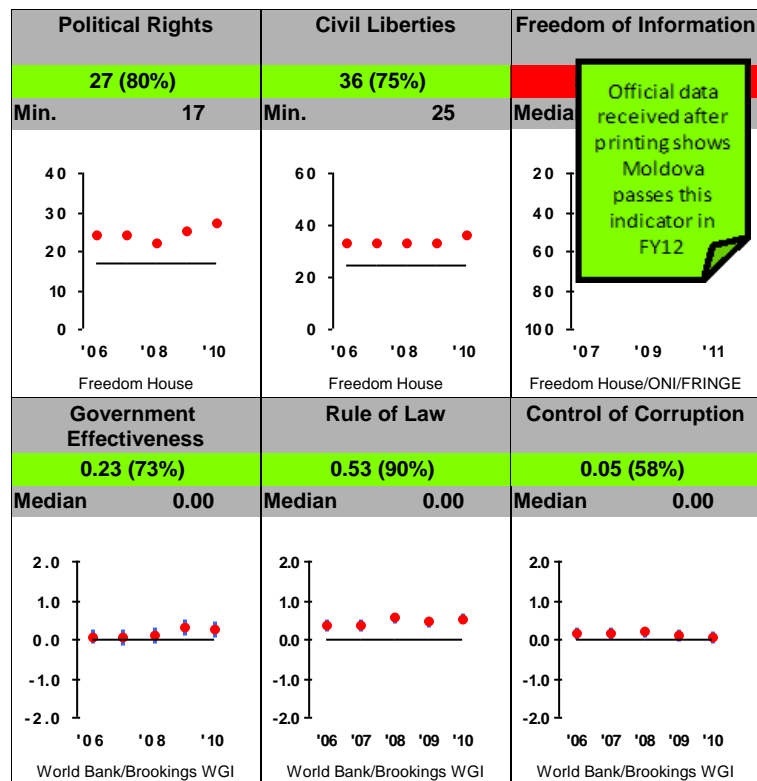 Political Rights
Civil Liberties
Freedom of Information
27 (80%)
36 (75%)
Min. 17
Min. 25
Official data
received after
printing shows
Moldova
passes this
indicator in
FY12
40
30
20
10
0
'06 '08 '10
Freedom House
60
40
20
0
'06 '08 '10
Freedom House
20
40
60
80
100
'07 '09 '11
Freedom House/ONI/FRINGE
Government
Effectiveness
Rule of Law
Control of Corruption
0.23 (73%)
0.53 (90%)
0.05 (58%)
Median 0.00
Median 0.00
Median 0.00
2.0
1.0
0.0
-1.0
-2.0
'06 '08 '10
World Bank/Brookings WGI
2.0
1.0
0.0
-1.0
-2.0
'06 '07 '08 '09 '10
World Bank/Brookings WGI
2.0
1.0
0.0
-1.0
-2.0
'06 '07 '08 '09 '10
World Bank/Brookings WGI